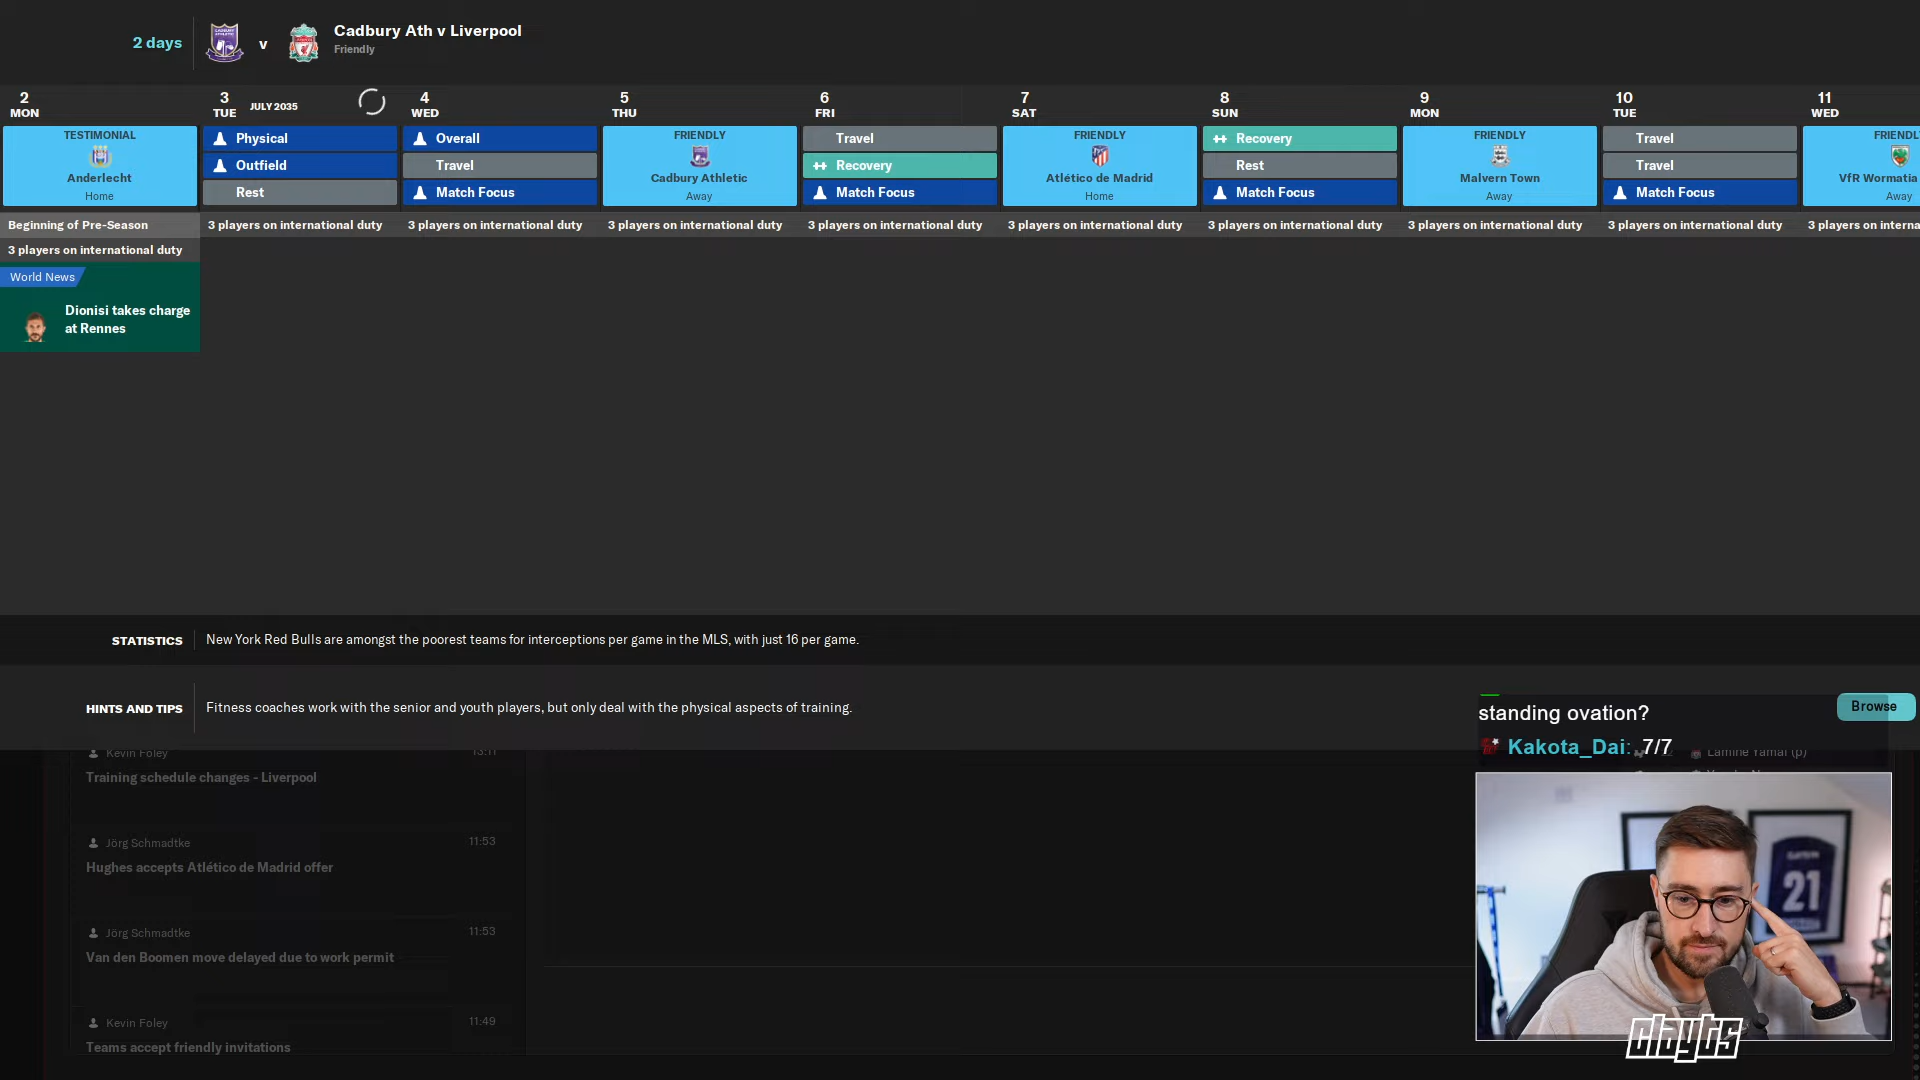 2 days
v
Cadbury Ath v Liverpool
Friendly
2
MON
3
TUE
JULY 2035
4
WED
5
THU
6
FRI
7
SAT
8
SUN
9
MON
10
TUE
11
WED
TESTIMONIAL
Anderlecht
Home
Physical
Outfield
Rest
Overall
Travel
Match Focus
FRIENDLY
Cadbury Athletic
Away
Travel
Recovery
Match Focus
FRIENDLY
Atlético de Madrid
Home
Recovery
Rest
Match Focus
FRIENDLY
Malvern Town
Away
Travel
Travel
Match Focus
FRIENDL
VfR Wormatia
Away
Beginning of Pre-Season
3 players on international duty
3 players on international duty
3 players on international duty
3 players on international duty
3 players on international duty
3 players on international duty
3 players on international duty
3 players on international duty
3 players on interna
3 players on international duty
World News
Dionisi takes charge
at Rennes
STATISTICS
New York Red Bulls are amongst the poorest teams for interceptions per game in the MLS, with just 16 per game.
HINTS AND TIPS
Fitness coaches work with the senior and youth players, but only deal with the physical aspects of training.
Browse
standing ovation?
Kakota_Dai: 7/7
Lamine Yamal (p)
Kevin Foley
13:11
Training schedule changes - Liverpool
Jörg Schmadtke
11:53
Hughes accepts Atlético de Madrid offer
Jörg Schmadtke
11:53
Van den Boomen move delayed due to work permit
Kevin Foley
11:49
Teams accept friendly invitations
21
clayts